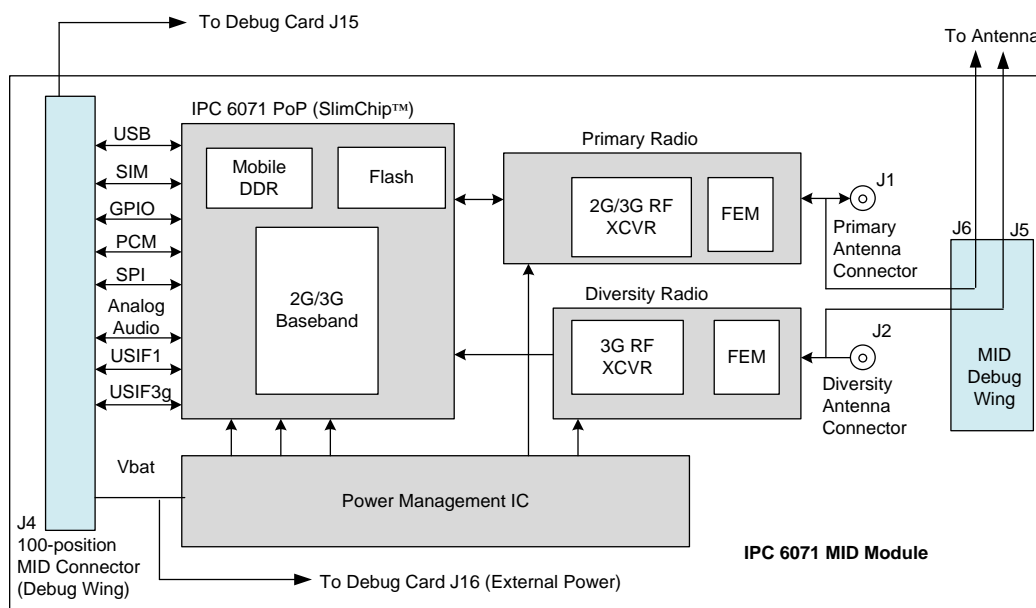 To Debug Card J15
To Antenna
IPC 6071 PoP (SlimChip™)
USB
SIM
GPIO
PCM
SPI
Analog
Audio
USIF1
USIF3g
Mobile
DDR
Flash
2G/3G
Baseband
Primary Radio
2G/3G RF
XCVR
FEM
J1
Primary
Antenna
Connector
J6
J5
Diversity Radio
3G RF
XCVR
FEM
J2
Diversity
Antenna
Connector
MID
Debug
Wing
Vbat
Power Management IC
J4
100-position
MID Connector
(Debug Wing)
IPC 6071 MID Module
To Debug Card J16 (External Power)